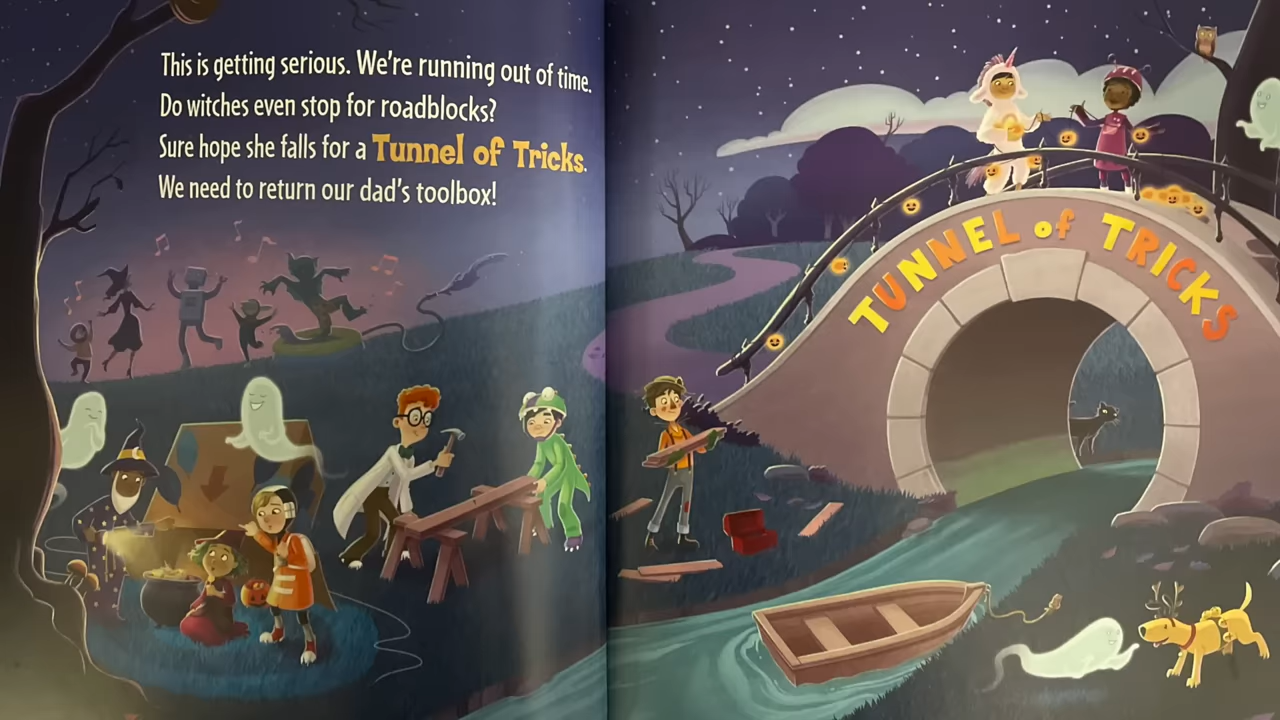 This is getting serious. We're running out of time.
Do witches even stop for roadblocks?
Sure hope she falls for a Tunnel of Tricks.
We need to return our dad's toolbox!
TUNNEL of TRICKS